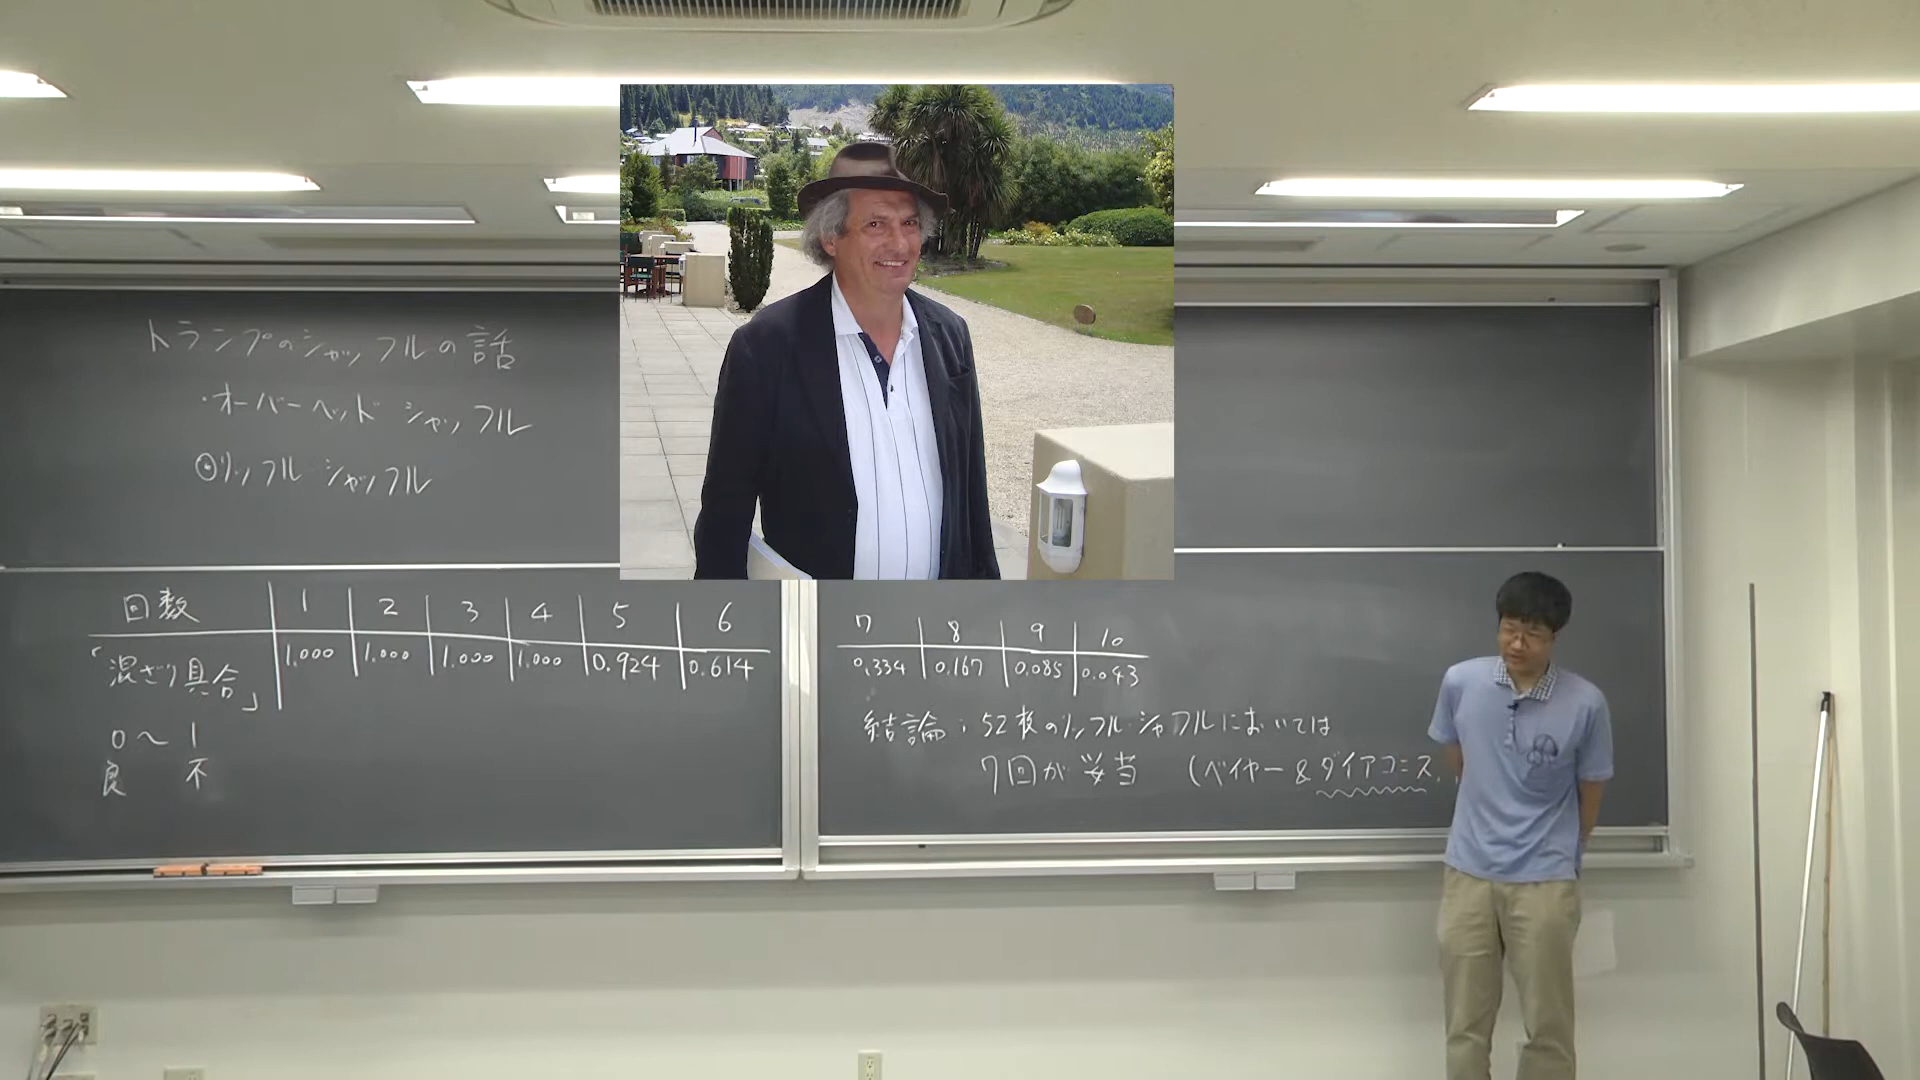 トランプのシャッフルの話
・オーバーヘッド シャッフル
⊙リッフル シャッフル
回数 1 2 3 4 5 6
「混ざり具合」 1.000 1.000 1.000 1.000 0.924 0.614
0 〜 1
良 不
7 8 9 10
0.334 0.167 0.085 0.043
結論：52枚のリッフルシャッフルにおいては
7回が妥当 (ベイヤー & ダイアコニス